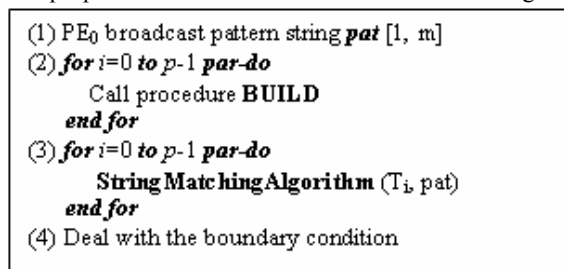 (1) PE0 broadcast pattern string pat [1, m]
(2) for i=0 to p-1 par-do
Call procedure BUILD
end for
(3) for i=0 to p-1 par-do
StringMatchingAlgorithm (Ti, pat)
end for
(4) Deal with the boundary condition